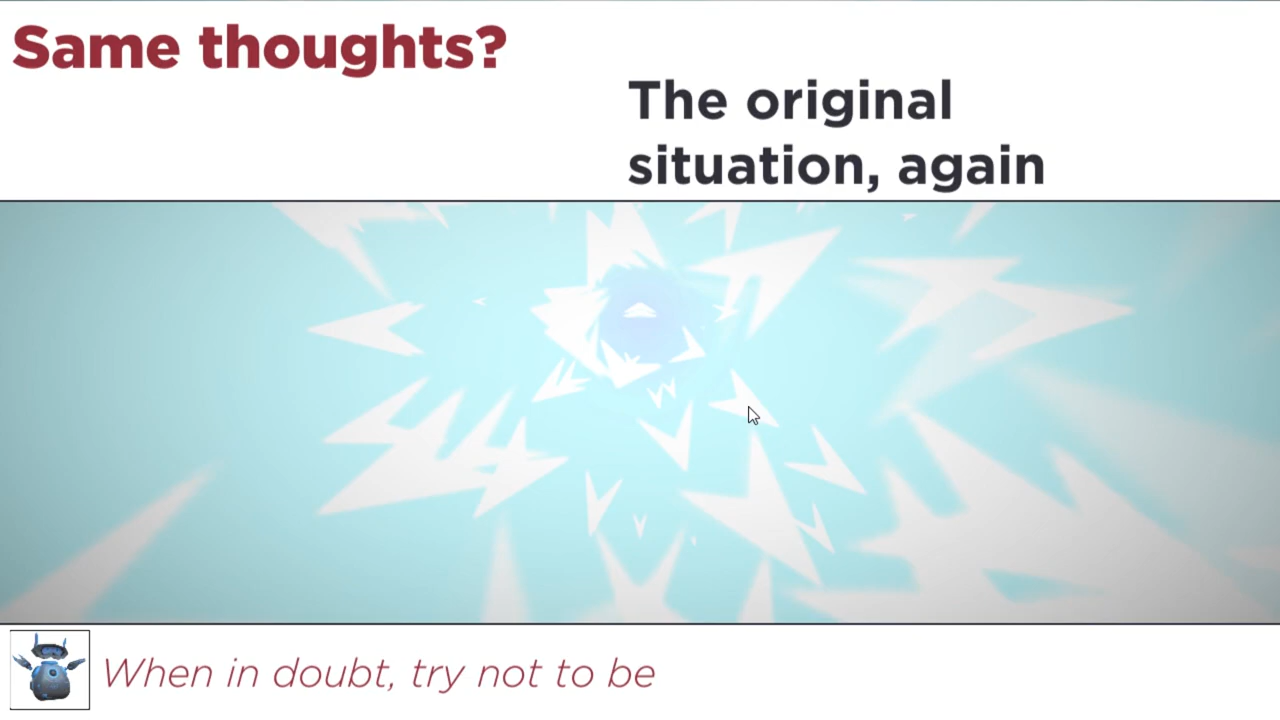 Same thoughts?
The original
situation, again
When in doubt, try not to be